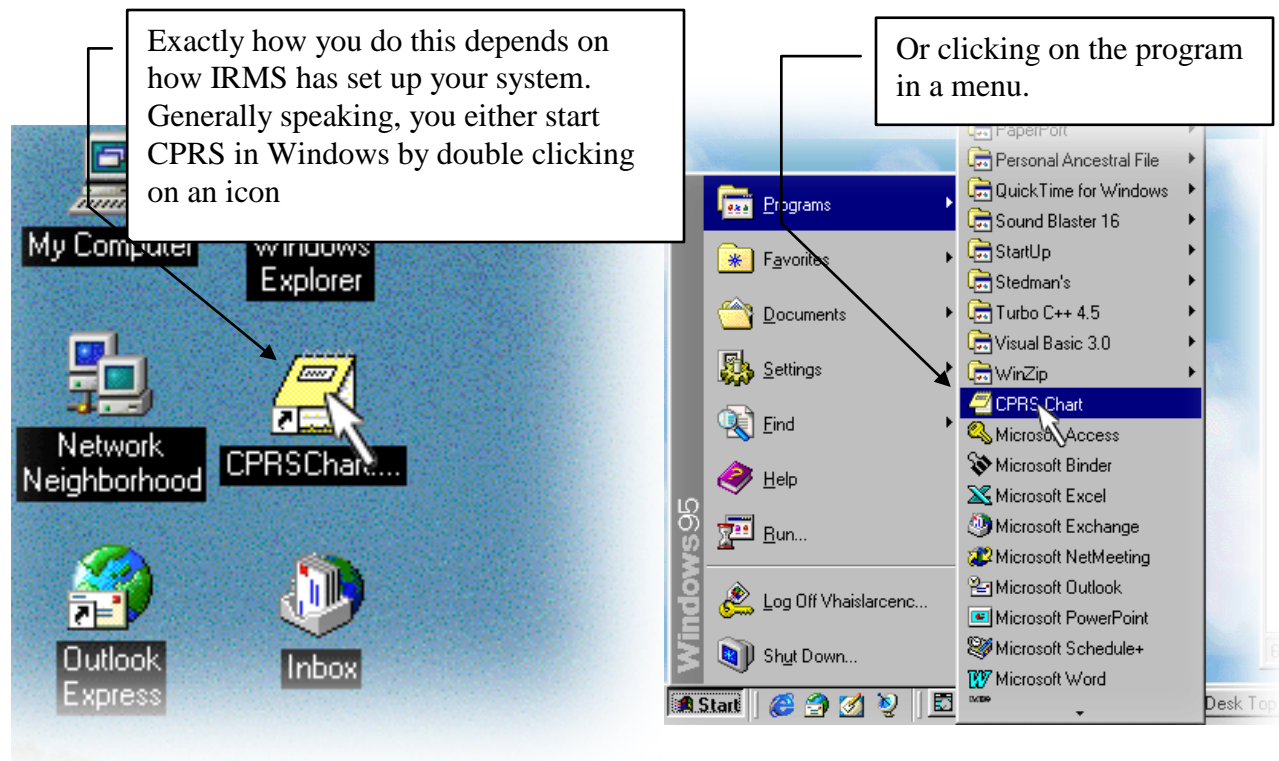 Exactly how you do this depends on
how IRMS has set up your system.
Generally speaking, you either start
CPRS in Windows by double clicking
on an icon
Or clicking on the program
in a menu.
My Computer
Windows
Explorer
Network
Neighborhood
CPRSChart....
Outlook
Express
Inbox
Windows95
Programs
Favorites
Documents
Settings
Find
Help
Run...
Log Off Vhaislarcenc...
Shut Down...
Start
PaperPort
Personal Ancestral File
QuickTime for Windows
Sound Blaster 16
StartUp
Stedman's
Turbo C++ 4.5
Visual Basic 3.0
WinZip
CPRS Chart
Microsoft Access
Microsoft Binder
Microsoft Excel
Microsoft Exchange
Microsoft NetMeeting
Microsoft Outlook
Microsoft PowerPoint
Microsoft Schedule+
Microsoft Word
Desk Top